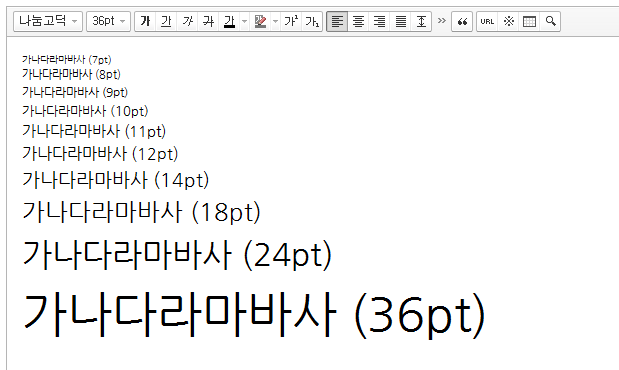 나눔고딕 36pt 가 가 가 가 가 가² 가₁ URL
가나다라마바사 (7pt)
가나다라마바사 (8pt)
가나다라마바사 (9pt)
가나다라마바사 (10pt)
가나다라마바사 (11pt)
가나다라마바사 (12pt)
가나다라마바사 (14pt)
가나다라마바사 (18pt)
가나다라마바사 (24pt)
가나다라마바사 (36pt)